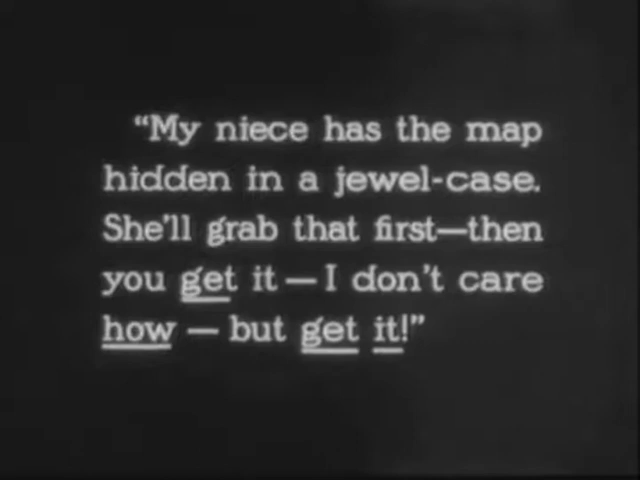 “My niece has the map
hidden in a jewel-case.
She'll grab that first—then
you get it — I don't care
how — but get it!”